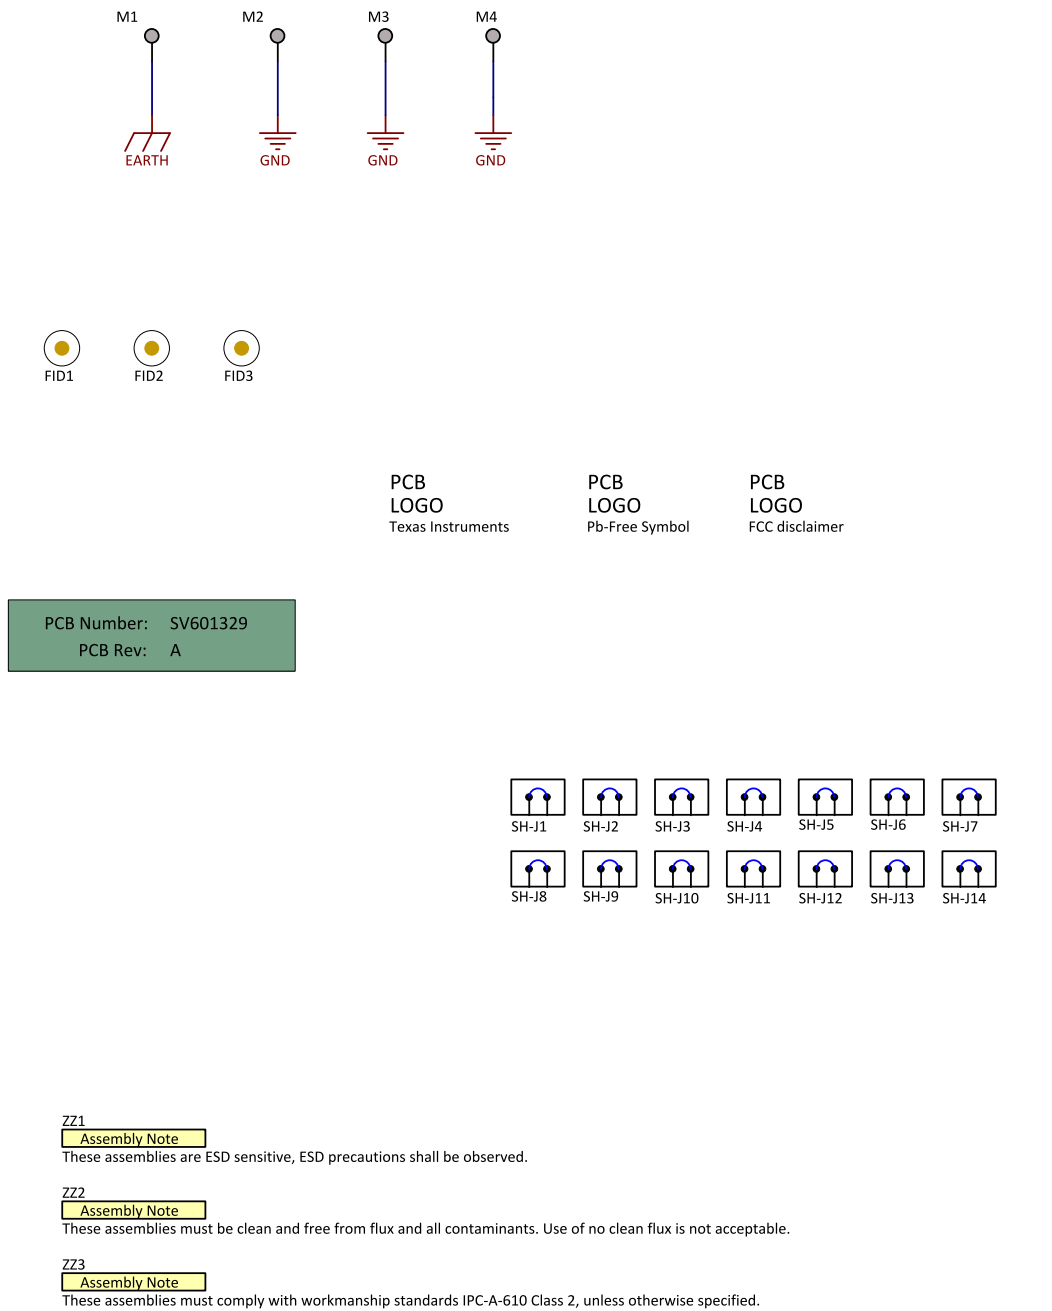 M1 M2 M3 M4
EARTH GND GND GND
FID1 FID2 FID3
PCB PCB PCB
LOGO LOGO LOGO
Texas Instruments Pb-Free Symbol FCC disclaimer
PCB Number: SV601329
PCB Rev: A
SH-J1 SH-J2 SH-J3 SH-J4 SH-J5 SH-J6 SH-J7
SH-J8 SH-J9 SH-J10 SH-J11 SH-J12 SH-J13 SH-J14
ZZ1
Assembly Note
These assemblies are ESD sensitive, ESD precautions shall be observed.
ZZ2
Assembly Note
These assemblies must be clean and free from flux and all contaminants. Use of no clean flux is not acceptable.
ZZ3
Assembly Note
These assemblies must comply with workmanship standards IPC-A-610 Class 2, unless otherwise specified.